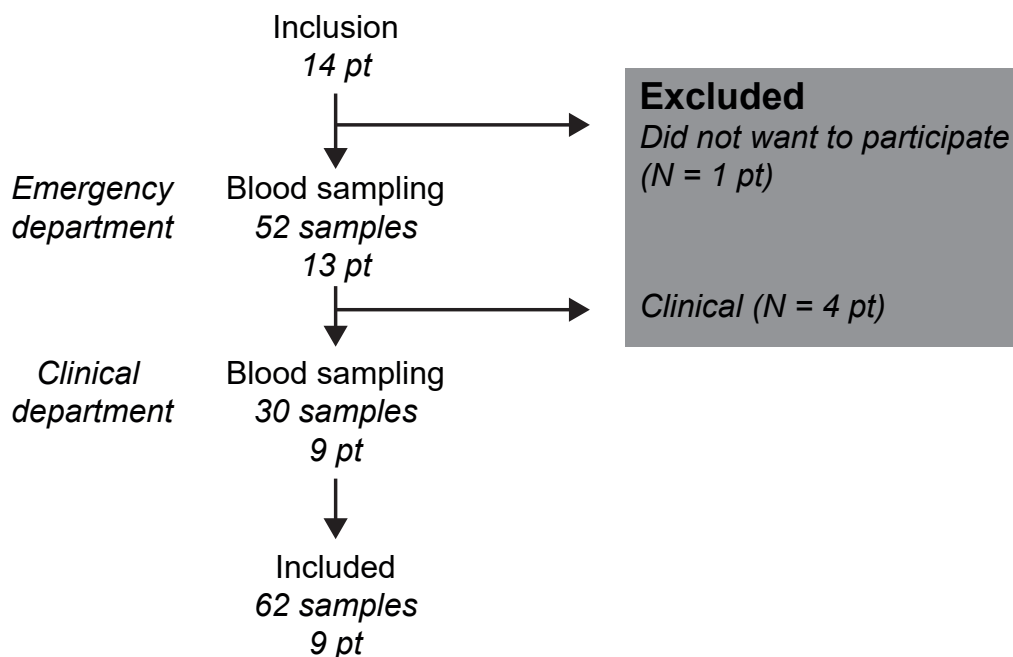 Inclusion
14 pt
Excluded
Did not want to participate
(N = 1 pt)
Emergency
department
Blood sampling
52 samples
13 pt
Clinical (N = 4 pt)
Clinical
department
Blood sampling
30 samples
9 pt
Included
62 samples
9 pt